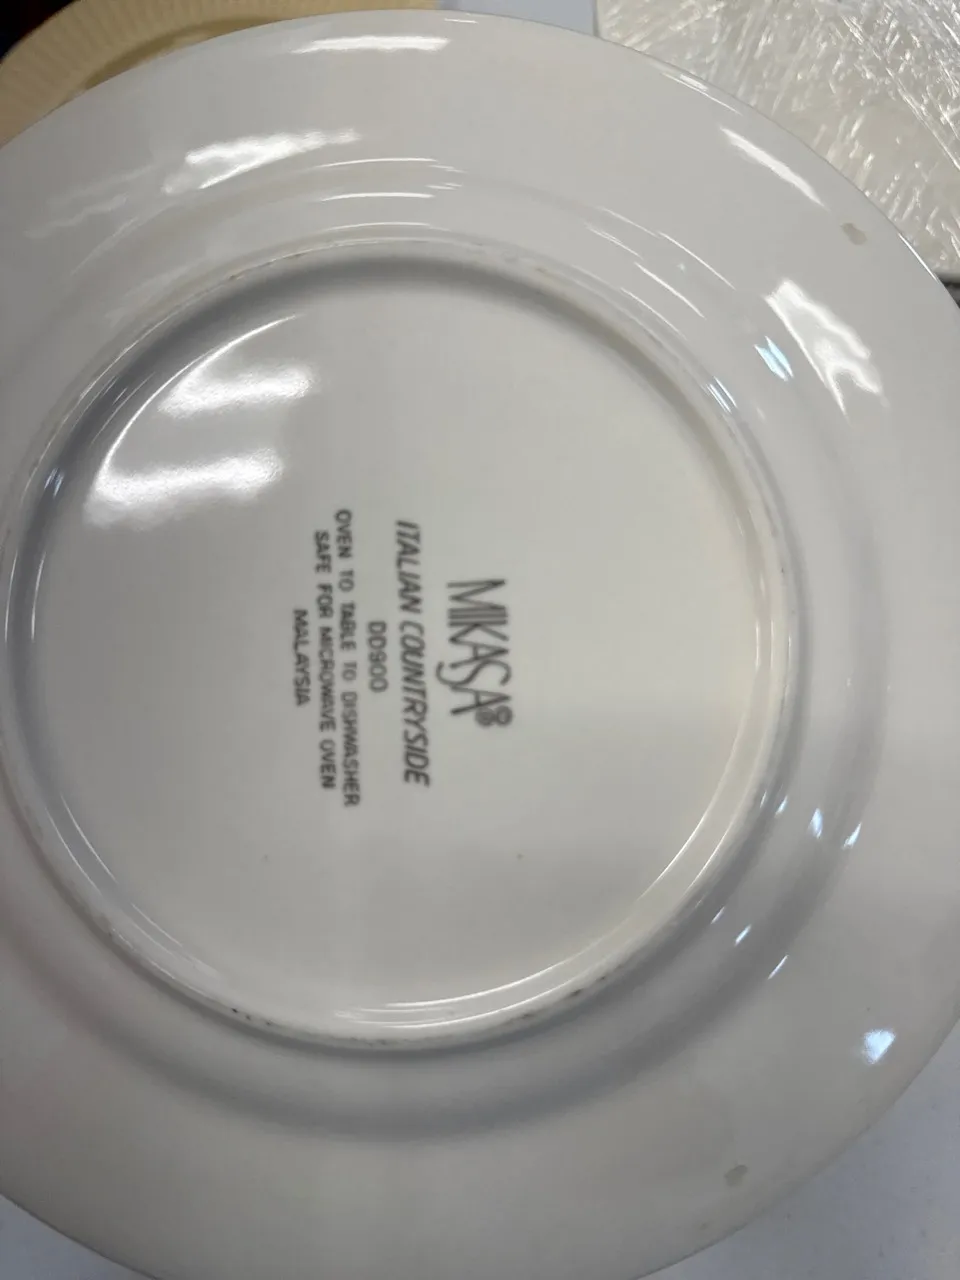 MIKASA®
ITALIAN COUNTRYSIDE
DD900
OVEN TO TABLE TO DISHWASHER
SAFE FOR MICROWAVE OVEN
MALAYSIA